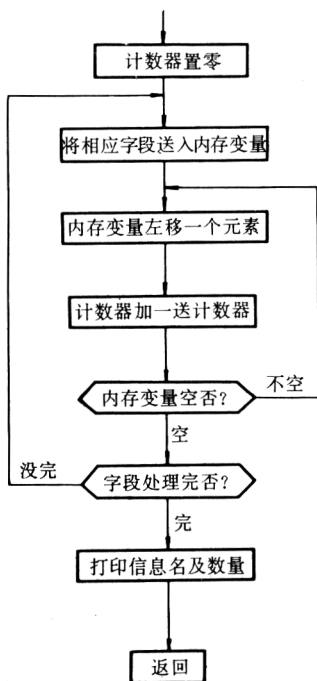 计数器置零
将相应字段送入内存变量
内存变量左移一个元素
计数器加一送计数器
内存变量空否?
不空
空
没完
字段处理完否?
完
打印信息名及数量
返回